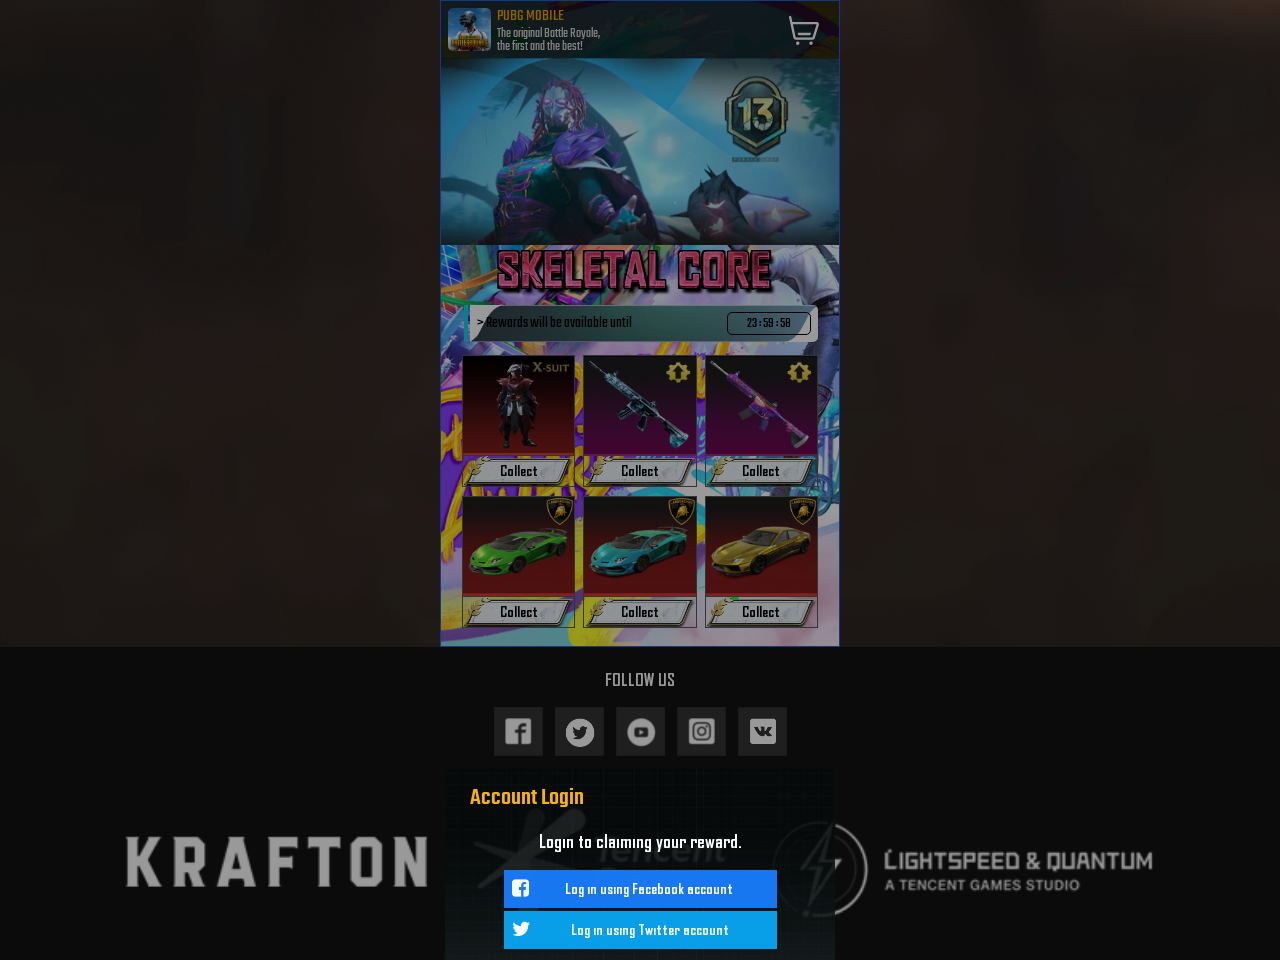 PUBG MOBILE
The original Battle Royale,
the first and the best!
13
SKELETAL CORE
> Rewards will be available until
23 : 59 : 58
X-SUIT
Collect
Collect
Collect
Collect
Collect
Collect
FOLLOW US
Account Login
Login to claiming your reward.
Log in using Facebook account
Log in using Twitter account
KRAFTON
Tencent
LIGHTSPEED & QUANTUM
A TENCENT GAMES STUDIO